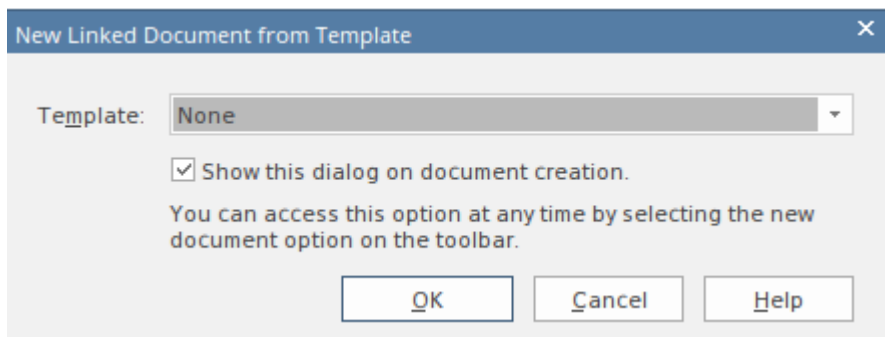 New Linked Document from Template
Template: None
Show this dialog on document creation.
You can access this option at any time by selecting the new
document option on the toolbar.
OK Cancel Help